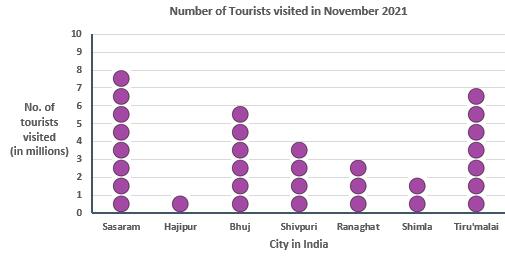 Number of Tourists visited in November 2021
10
9
8
7
6
5
4
3
2
1
0
No. of
tourists
visited
(in millions)
Sasaram Hajipur Bhuj Shivpuri Ranaghat Shimla Tiru'malai
City in India